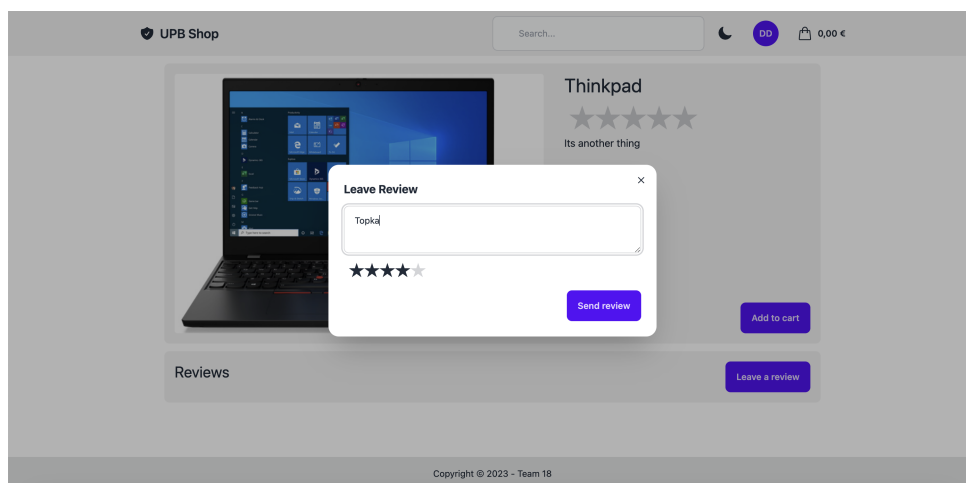 UPB Shop
Search...
DD
0,00 €
Thinkpad
Its another thing
Leave Review
Topka
Send review
Add to cart
Reviews
Leave a review
Copyright © 2023 - Team 18